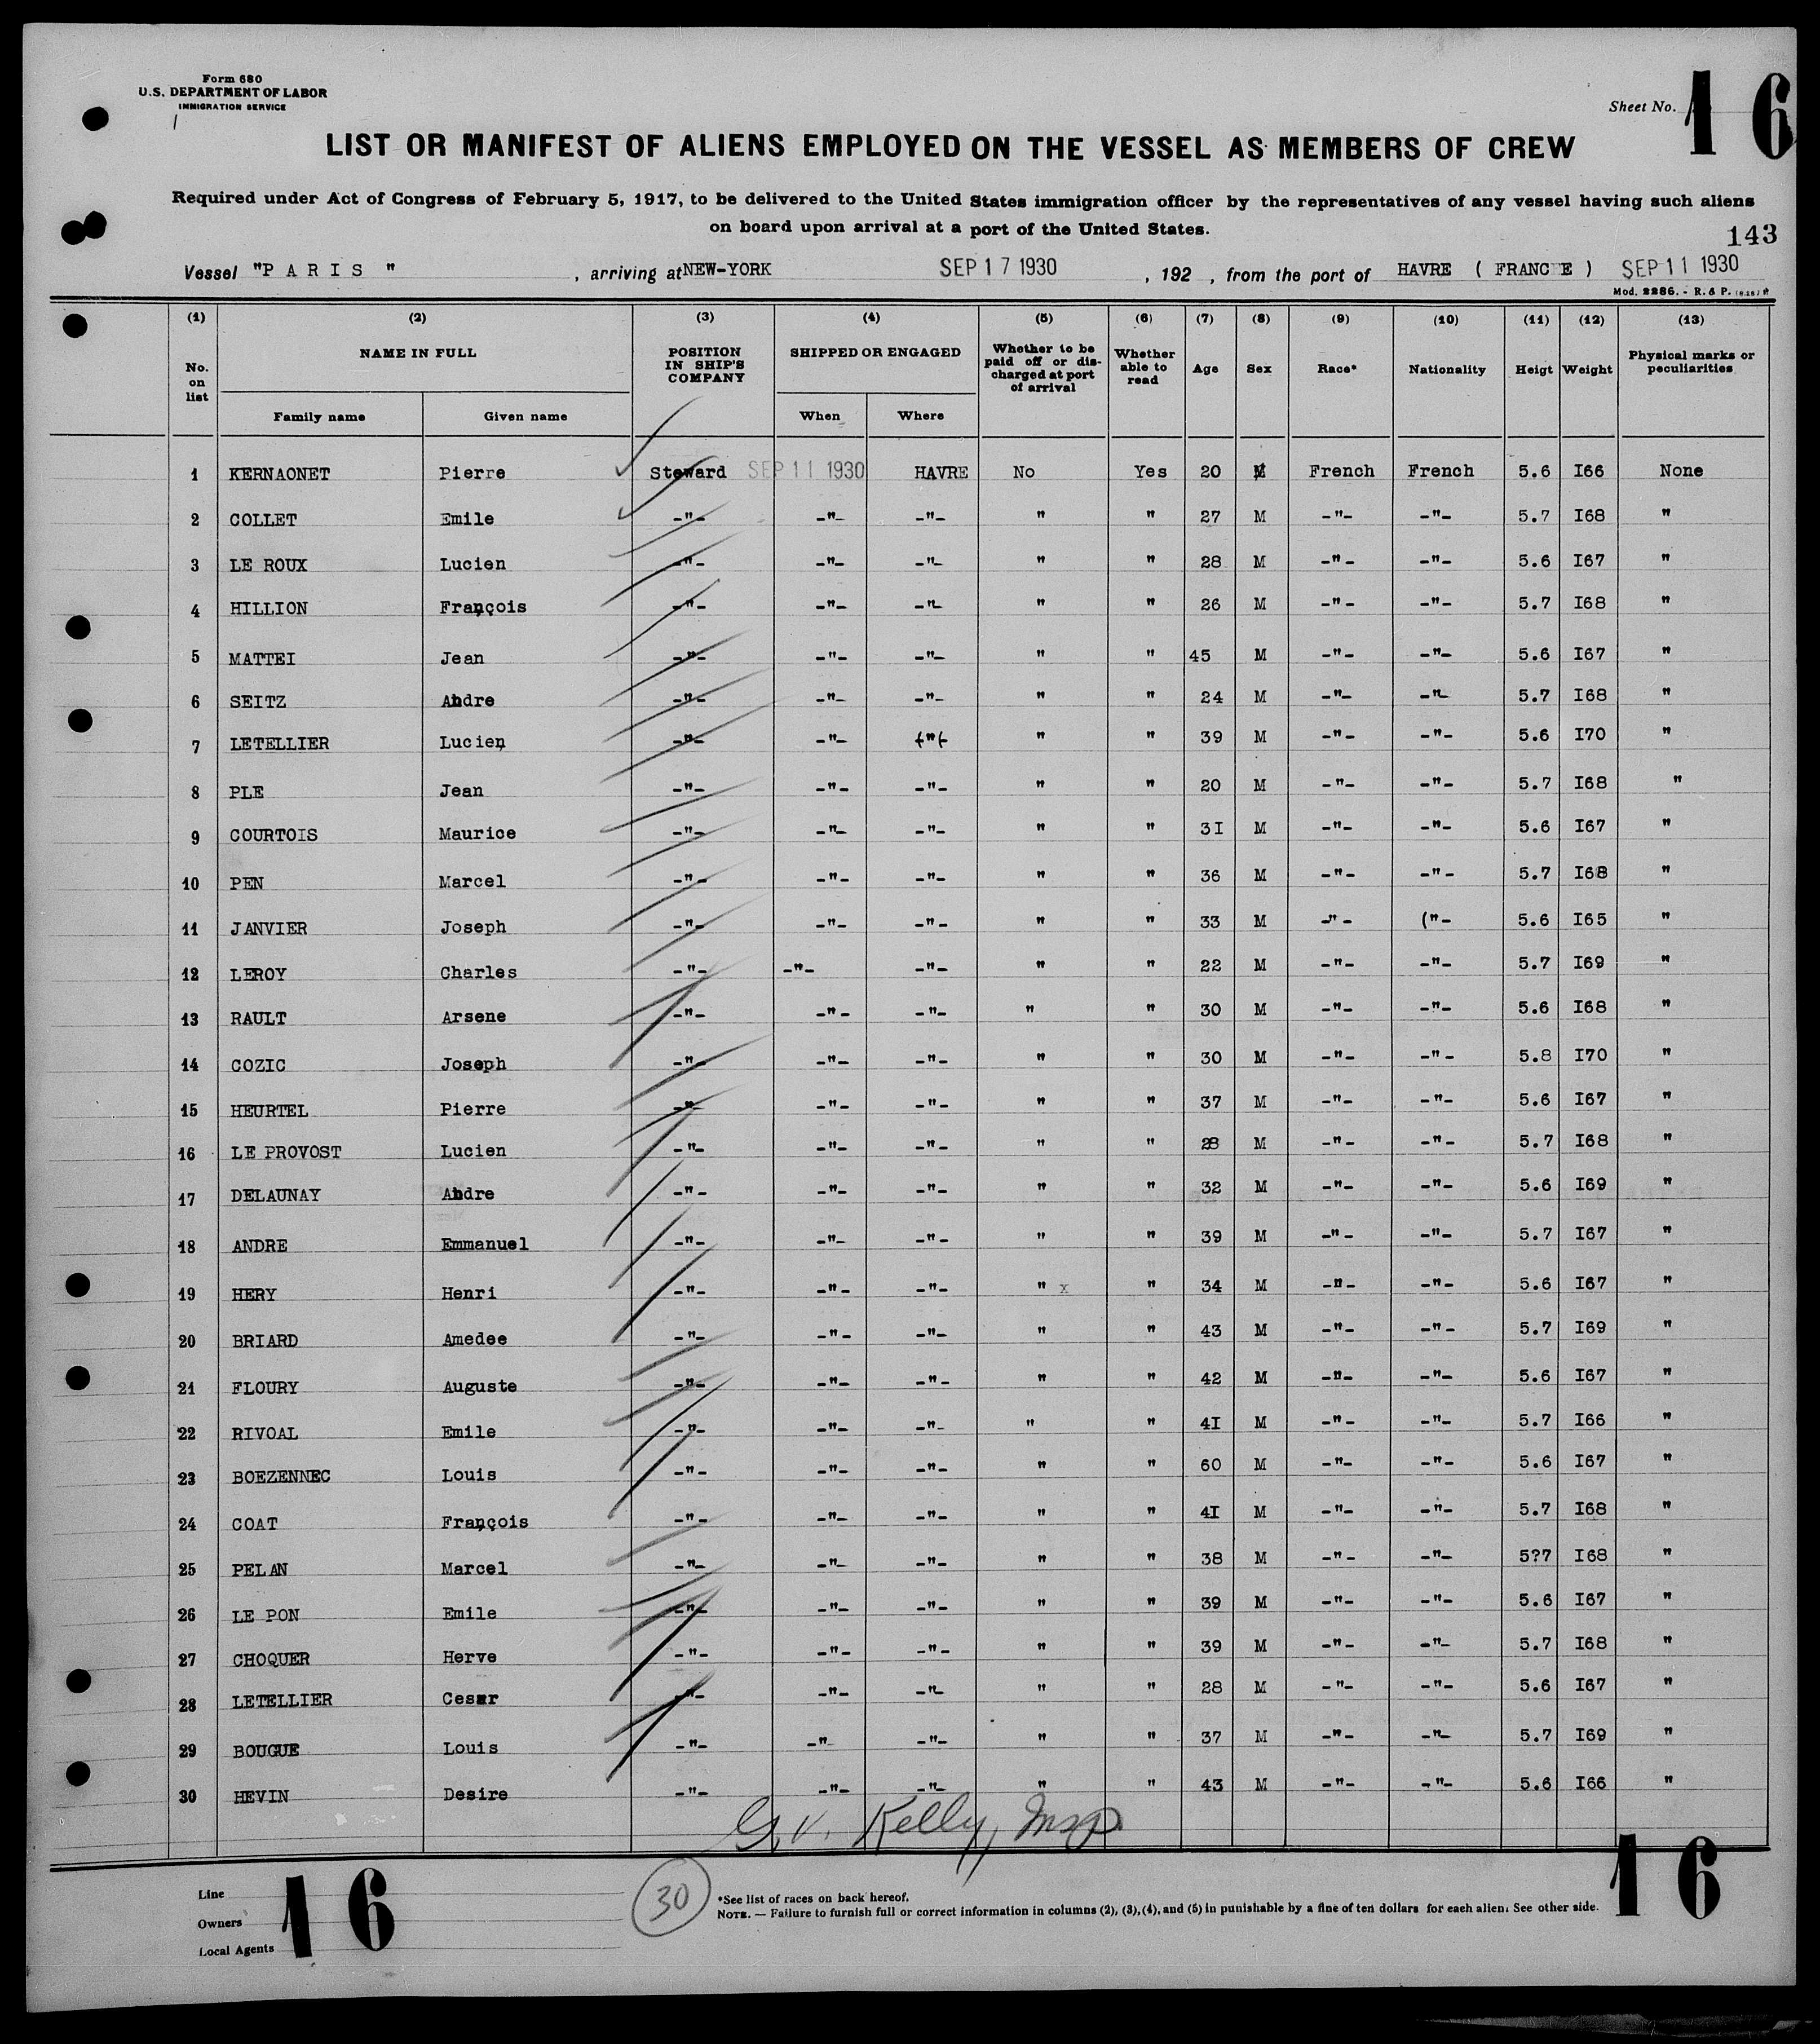 Form 680
U.S. DEPARTMENT OF LABOR
IMMIGRATION SERVICE
Sheet No. 16
LIST OR MANIFEST OF ALIENS EMPLOYED ON THE VESSEL AS MEMBERS OF CREW
Required under Act of Congress of February 5, 1917, to be delivered to the United States immigration officer by the representatives of any vessel having such aliens
on board upon arrival at a port of the United States.
143
Vessel "P A R I S " , arriving at NEW-YORK SEP 17 1930 , 192 , from the port of HAVRE ( FRANCE ) SEP 11 1930
Mod. 2286. - R. & P.
(1) (2) (3) (4) (5) (6) (7) (8) (9) (10) (11) (12) (13)
No. on list NAME IN FULL POSITION IN SHIP'S COMPANY SHIPPED OR ENGAGED Whether to be paid off or discharged at port of arrival Whether able to read Age Sex Race* Nationality Heigt Weight Physical marks or peculiarities
Family name Given name When Where
1 KERNAONET Pierre Steward SEP 11 1930 HAVRE No Yes 20 M French French 5.6 I66 None
2 COLLET Emile -"- -"- -"- " " 27 M -"- -"- 5.7 I68 "
3 LE ROUX Lucien -"- -"- -"- " " 28 M -"- -"- 5.6 I67 "
4 HILLION François -"- -"- -"- " " 26 M -"- -"- 5.7 I68 "
5 MATTEI Jean -"- -"- -"- " " 45 M -"- -"- 5.6 I67 "
6 SEITZ Andre -"- -"- -"- " " 24 M -"- -"- 5.7 I68 "
7 LETELLIER Lucien -"- -"- ("( " " 39 M -"- -"- 5.6 I70 "
8 PLE Jean -"- -"- -"- " " 20 M -"- -"- 5.7 I68 "
9 COURTOIS Maurice -"- -"- -"- " " 3I M -"- -"- 5.6 I67 "
10 PEN Marcel -"- -"- -"- " " 36 M -"- -"- 5.7 I68 "
11 JANVIER Joseph -"- -"- -"- " " 33 M -"- ("- 5.6 I65 "
12 LEROY Charles -"- -"- -"- " " 22 M -"- -"- 5.7 I69 "
13 RAULT Arsene -"- -"- -"- " " 30 M -"- -"- 5.6 I68 "
14 COZIC Joseph -"- -"- -"- " " 30 M -"- -"- 5.8 I70 "
15 HEURTEL Pierre -"- -"- -"- " " 37 M -"- -"- 5.6 I67 "
16 LE PROVOST Lucien -"- -"- -"- " " 28 M -"- -"- 5.7 I68 "
17 DELAUNAY Andre -"- -"- -"- " " 32 M -"- -"- 5.6 I69 "
18 ANDRE Emmanuel -"- -"- -"- " " 39 M -"- -"- 5.7 I67 "
19 HERY Henri -"- -"- -"- " x " 34 M -"- -"- 5.6 I67 "
20 BRIARD Amedee -"- -"- -"- " " 43 M -"- -"- 5.7 I69 "
21 FLOURY Auguste -"- -"- -"- " " 42 M -"- -"- 5.6 I67 "
22 RIVOAL Emile -"- -"- -"- " " 4I M -"- -"- 5.7 I66 "
23 BOEZENNEC Louis -"- -"- -"- " " 60 M -"- -"- 5.6 I67 "
24 COAT François -"- -"- -"- " " 4I M -"- -"- 5.7 I68 "
25 PELAN Marcel -"- -"- -"- " " 38 M -"- -"- 5?7 I68 "
26 LE PON Emile -"- -"- -"- " " 39 M -"- -"- 5.6 I67 "
27 CHOQUER Herve -"- -"- -"- " " 39 M -"- -"- 5.7 I68 "
28 LETELLIER Cesar -"- -"- -"- " " 28 M -"- -"- 5.6 I67 "
29 BOUGUE Louis -"- -" -"- " " 37 M -"- -"- 5.7 I69 "
30 HEVIN Desire -"- -"- -"- " " 43 M -"- -"- 5.6 I66 "
G.V. Kelly, Insp
Line
Owners
Local Agents
16
30
*See list of races on back hereof.
NOTE. — Failure to furnish full or correct information in columns (2), (3), (4), and (5) in punishable by a fine of ten dollars for each alien. See other side.
16